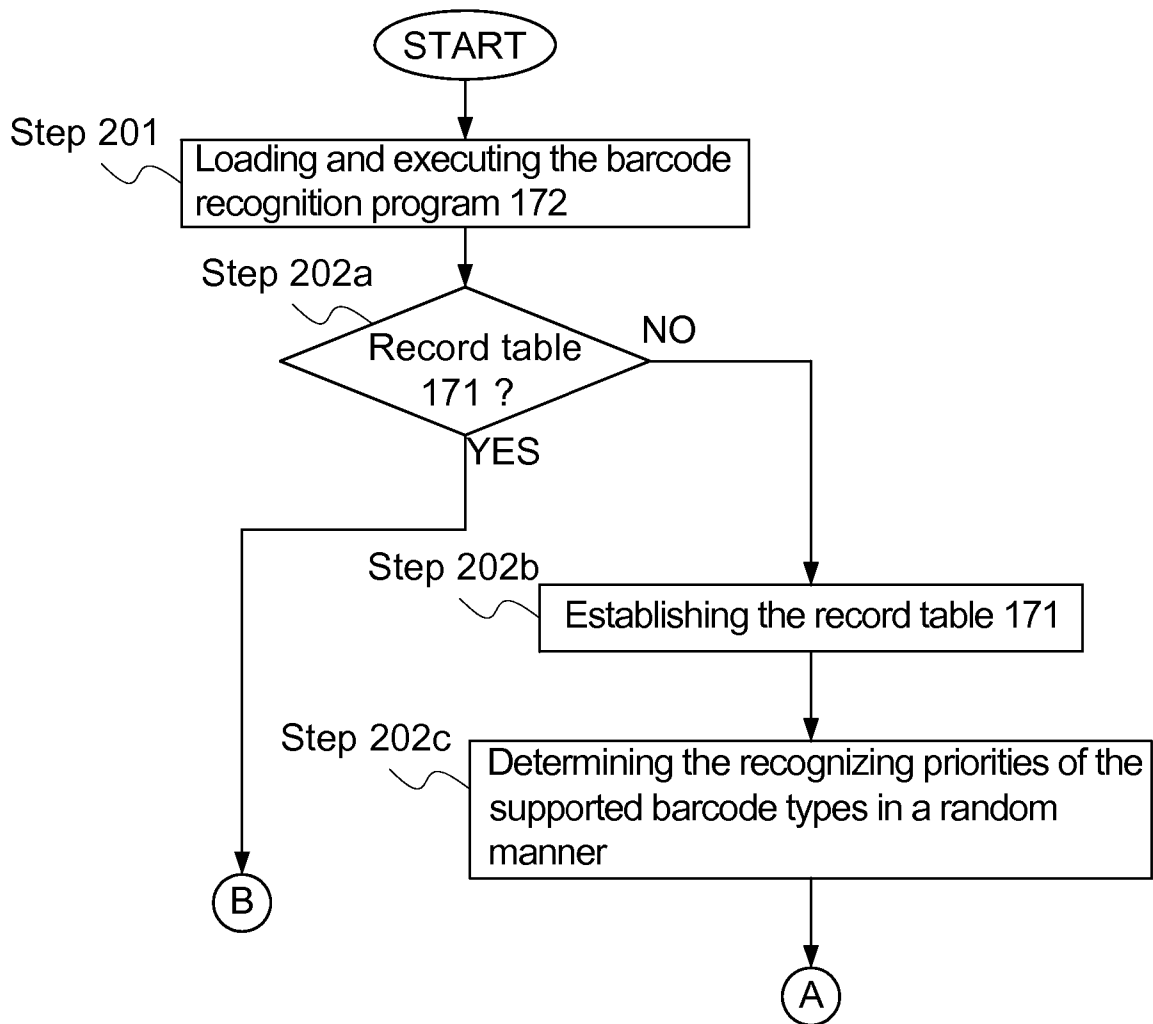 START
Step 201
Loading and executing the barcode
recognition program 172
Step 202a
Record table
171 ?
NO
YES
Step 202b
Establishing the record table 171
Step 202c
Determining the recognizing priorities of the
supported barcode types in a random
manner
B
A